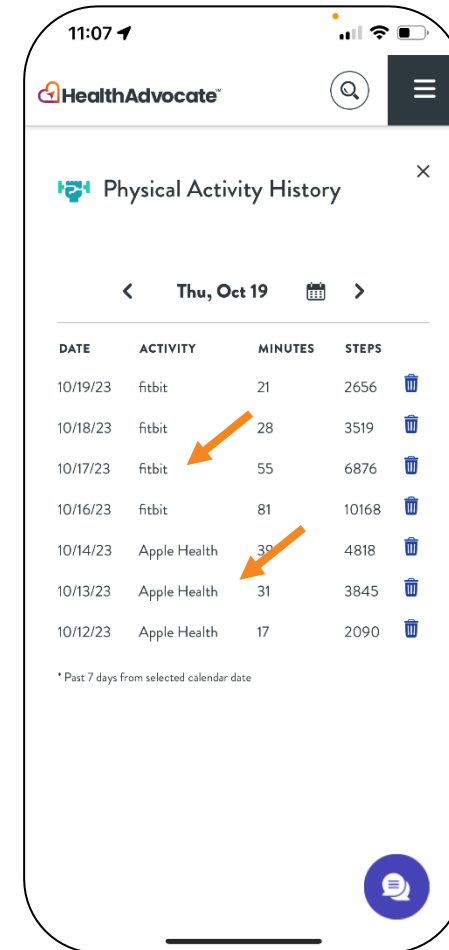 11:07
HealthAdvocate™
Physical Activity History
Thu, Oct 19
DATE ACTIVITY MINUTES STEPS
10/19/23 fitbit 21 2656
10/18/23 fitbit 28 3519
10/17/23 fitbit 55 6876
10/16/23 fitbit 81 10168
10/14/23 Apple Health 4818
10/13/23 Apple Health 31 3845
10/12/23 Apple Health 17 2090
* Past 7 days from selected calendar date